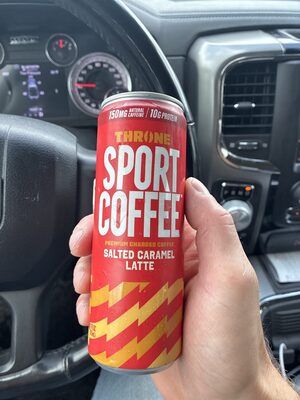 150MG NATURAL CAFFEINE / 10G PROTEIN
THRONE
SPORT
COFFEE
PREMIUM CHARGED COFFEE
SALTED CARAMEL
LATTE